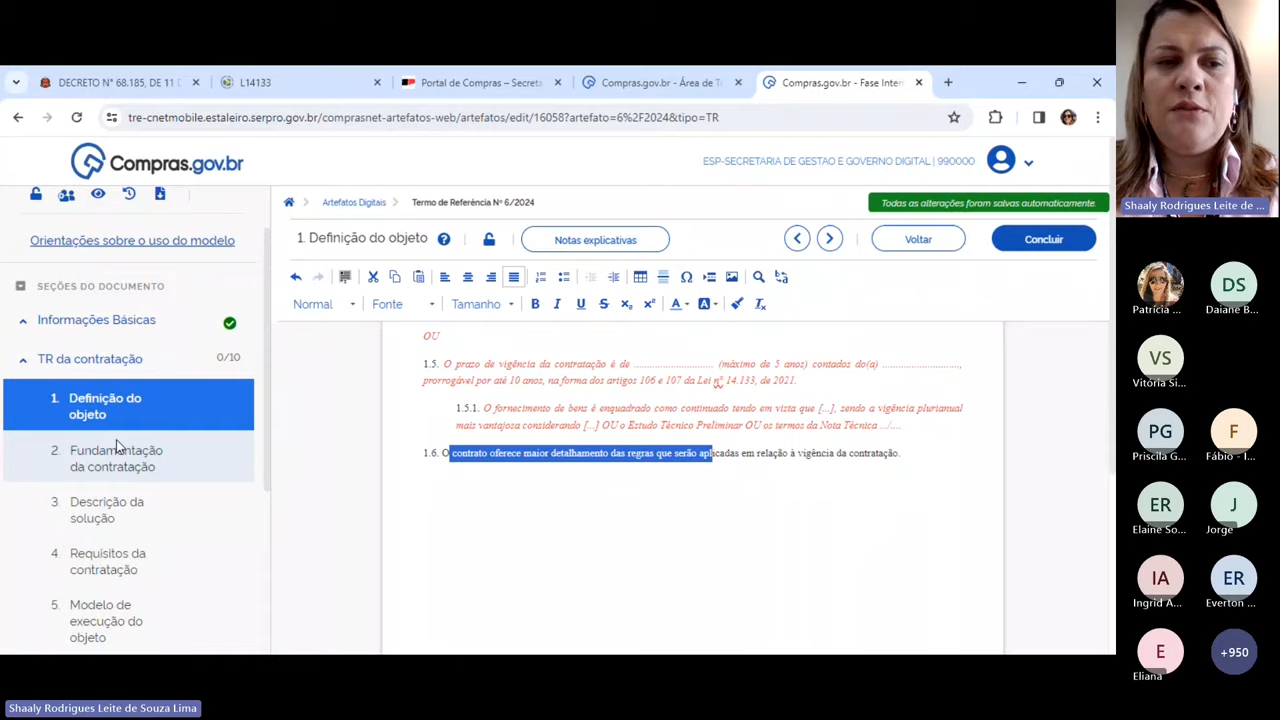 DECRETO N° 68.185, DE 11
L14133
Portal de Compras – Secreta
Compras.gov.br - Área de T
Compras.gov.br - Fase Inter
tre-cnetmobile.estaleiro.serpro.gov.br/comprasnet-artefatos-web/artefatos/edit/16058?artefato=6%2F2024&tipo=TR
Compras.gov.br
ESP-SECRETARIA DE GESTAO E GOVERNO DIGITAL | 990000
Shaaly Rodrigues Leite de ...
Orientações sobre o uso do modelo
SEÇÕES DO DOCUMENTO
Informações Básicas
TR da contratação 0/10
1. Definição do
objeto
2. Fundamentação
da contratação
3. Descrição da
solução
4. Requisitos da
contratação
5. Modelo de
execução do
objeto
Artefatos Digitais
Termo de Referência Nº 6/2024
Todas as alterações foram salvas automaticamente.
1. Definição do objeto
Notas explicativas
Voltar
Concluir
Normal
Fonte
Tamanho
OU
1.5. O prazo de vigência da contratação é de ........................... (máximo de 5 anos) contados do(a) ..........................,
prorrogável por até 10 anos, na forma dos artigos 106 e 107 da Lei n° 14.133, de 2021.
1.5.1. O fornecimento de bens é enquadrado como continuado tendo em vista que [...], sendo a vigência plurianual
mais vantajosa considerando [...] OU o Estudo Técnico Preliminar OU os termos da Nota Técnica .../....
1.6. O contrato oferece maior detalhamento das regras que serão aplicadas em relação à vigência da contratação.
Patrícia ...
DS
Daiane B...
VS
Vitória Si...
PG
Priscila G...
F
Fábio - I...
ER
Elaine So...
J
Jorge
IA
Ingrid A...
ER
Everton ...
E
Eliana
+950
Shaaly Rodrigues Leite de Souza Lima